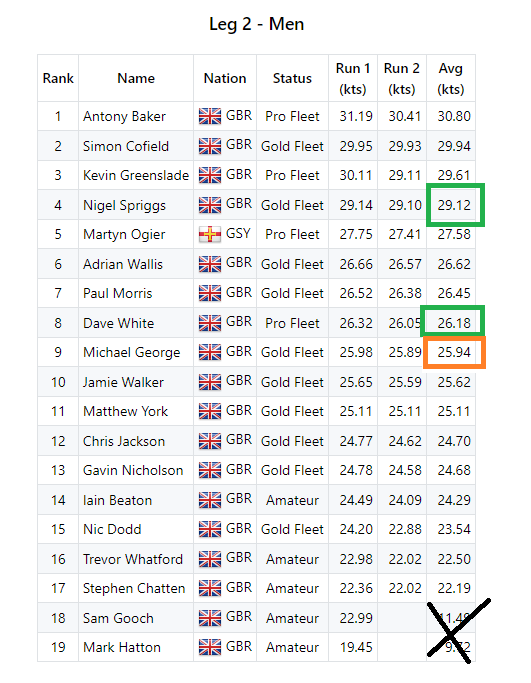 Leg 2 - Men
Rank Name Nation Status Run 1 (kts) Run 2 (kts) Avg (kts)
1 Antony Baker GBR Pro Fleet 31.19 30.41 30.80
2 Simon Cofield GBR Gold Fleet 29.95 29.93 29.94
3 Kevin Greenslade GBR Pro Fleet 30.11 29.11 29.61
4 Nigel Spriggs GBR Gold Fleet 29.14 29.10 29.12
5 Martyn Ogier GSY Pro Fleet 27.75 27.41 27.58
6 Adrian Wallis GBR Gold Fleet 26.66 26.57 26.62
7 Paul Morris GBR Gold Fleet 26.52 26.38 26.45
8 Dave White GBR Pro Fleet 26.32 26.05 26.18
9 Michael George GBR Gold Fleet 25.98 25.89 25.94
10 Jamie Walker GBR Gold Fleet 25.65 25.59 25.62
11 Matthew York GBR Gold Fleet 25.11 25.11 25.11
12 Chris Jackson GBR Gold Fleet 24.77 24.62 24.70
13 Gavin Nicholson GBR Gold Fleet 24.78 24.58 24.68
14 Iain Beaton GBR Amateur 24.49 24.09 24.29
15 Nic Dodd GBR Gold Fleet 24.20 22.88 23.54
16 Trevor Whatford GBR Amateur 22.98 22.02 22.50
17 Stephen Chatten GBR Amateur 22.36 22.02 22.19
18 Sam Gooch GBR Amateur 22.99
19 Mark Hatton GBR Amateur 19.45